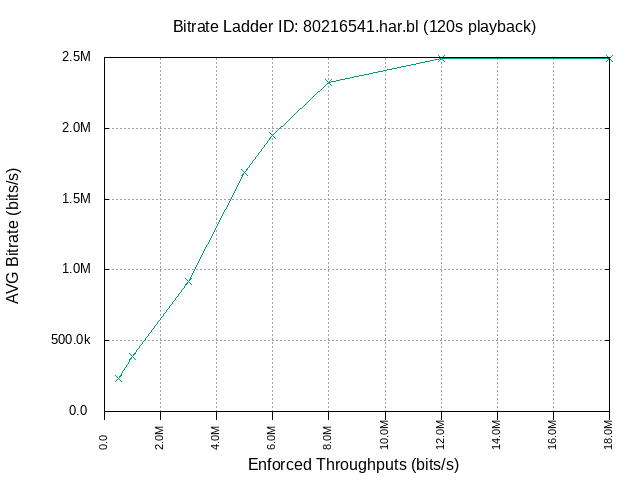 Bitrate Ladder ID: 80216541.har.bl (120s playback)
2.5M
2.0M
1.5M
1.0M
500.0k
0.0
AVG Bitrate (bits/s)
0.0
2.0M
4.0M
6.0M
8.0M
10.0M
12.0M
14.0M
16.0M
18.0M
Enforced Throughputs (bits/s)